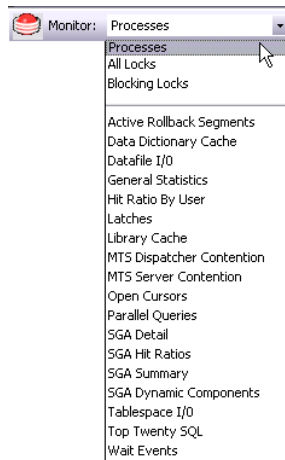 Monitor: Processes
Processes
All Locks
Blocking Locks
Active Rollback Segments
Data Dictionary Cache
Datafile I/0
General Statistics
Hit Ratio By User
Latches
Library Cache
MTS Dispatcher Contention
MTS Server Contention
Open Cursors
Parallel Queries
SGA Detail
SGA Hit Ratios
SGA Summary
SGA Dynamic Components
Tablespace I/0
Top Twenty SQL
Wait Events